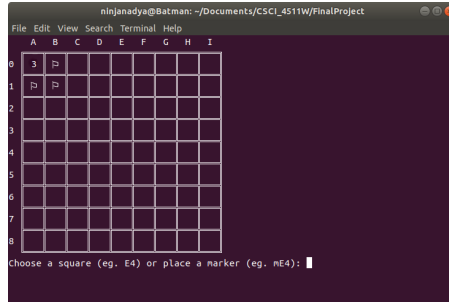 ninjanadya@Batman: ~/Documents/CSCI_4511W/FinalProject
File Edit View Search Terminal Help
A B C D E F G H I
0 3 ⚐
1 ⚐ ⚐
2
3
4
5
6
7
8
Choose a square (eg. E4) or place a marker (eg. mE4):